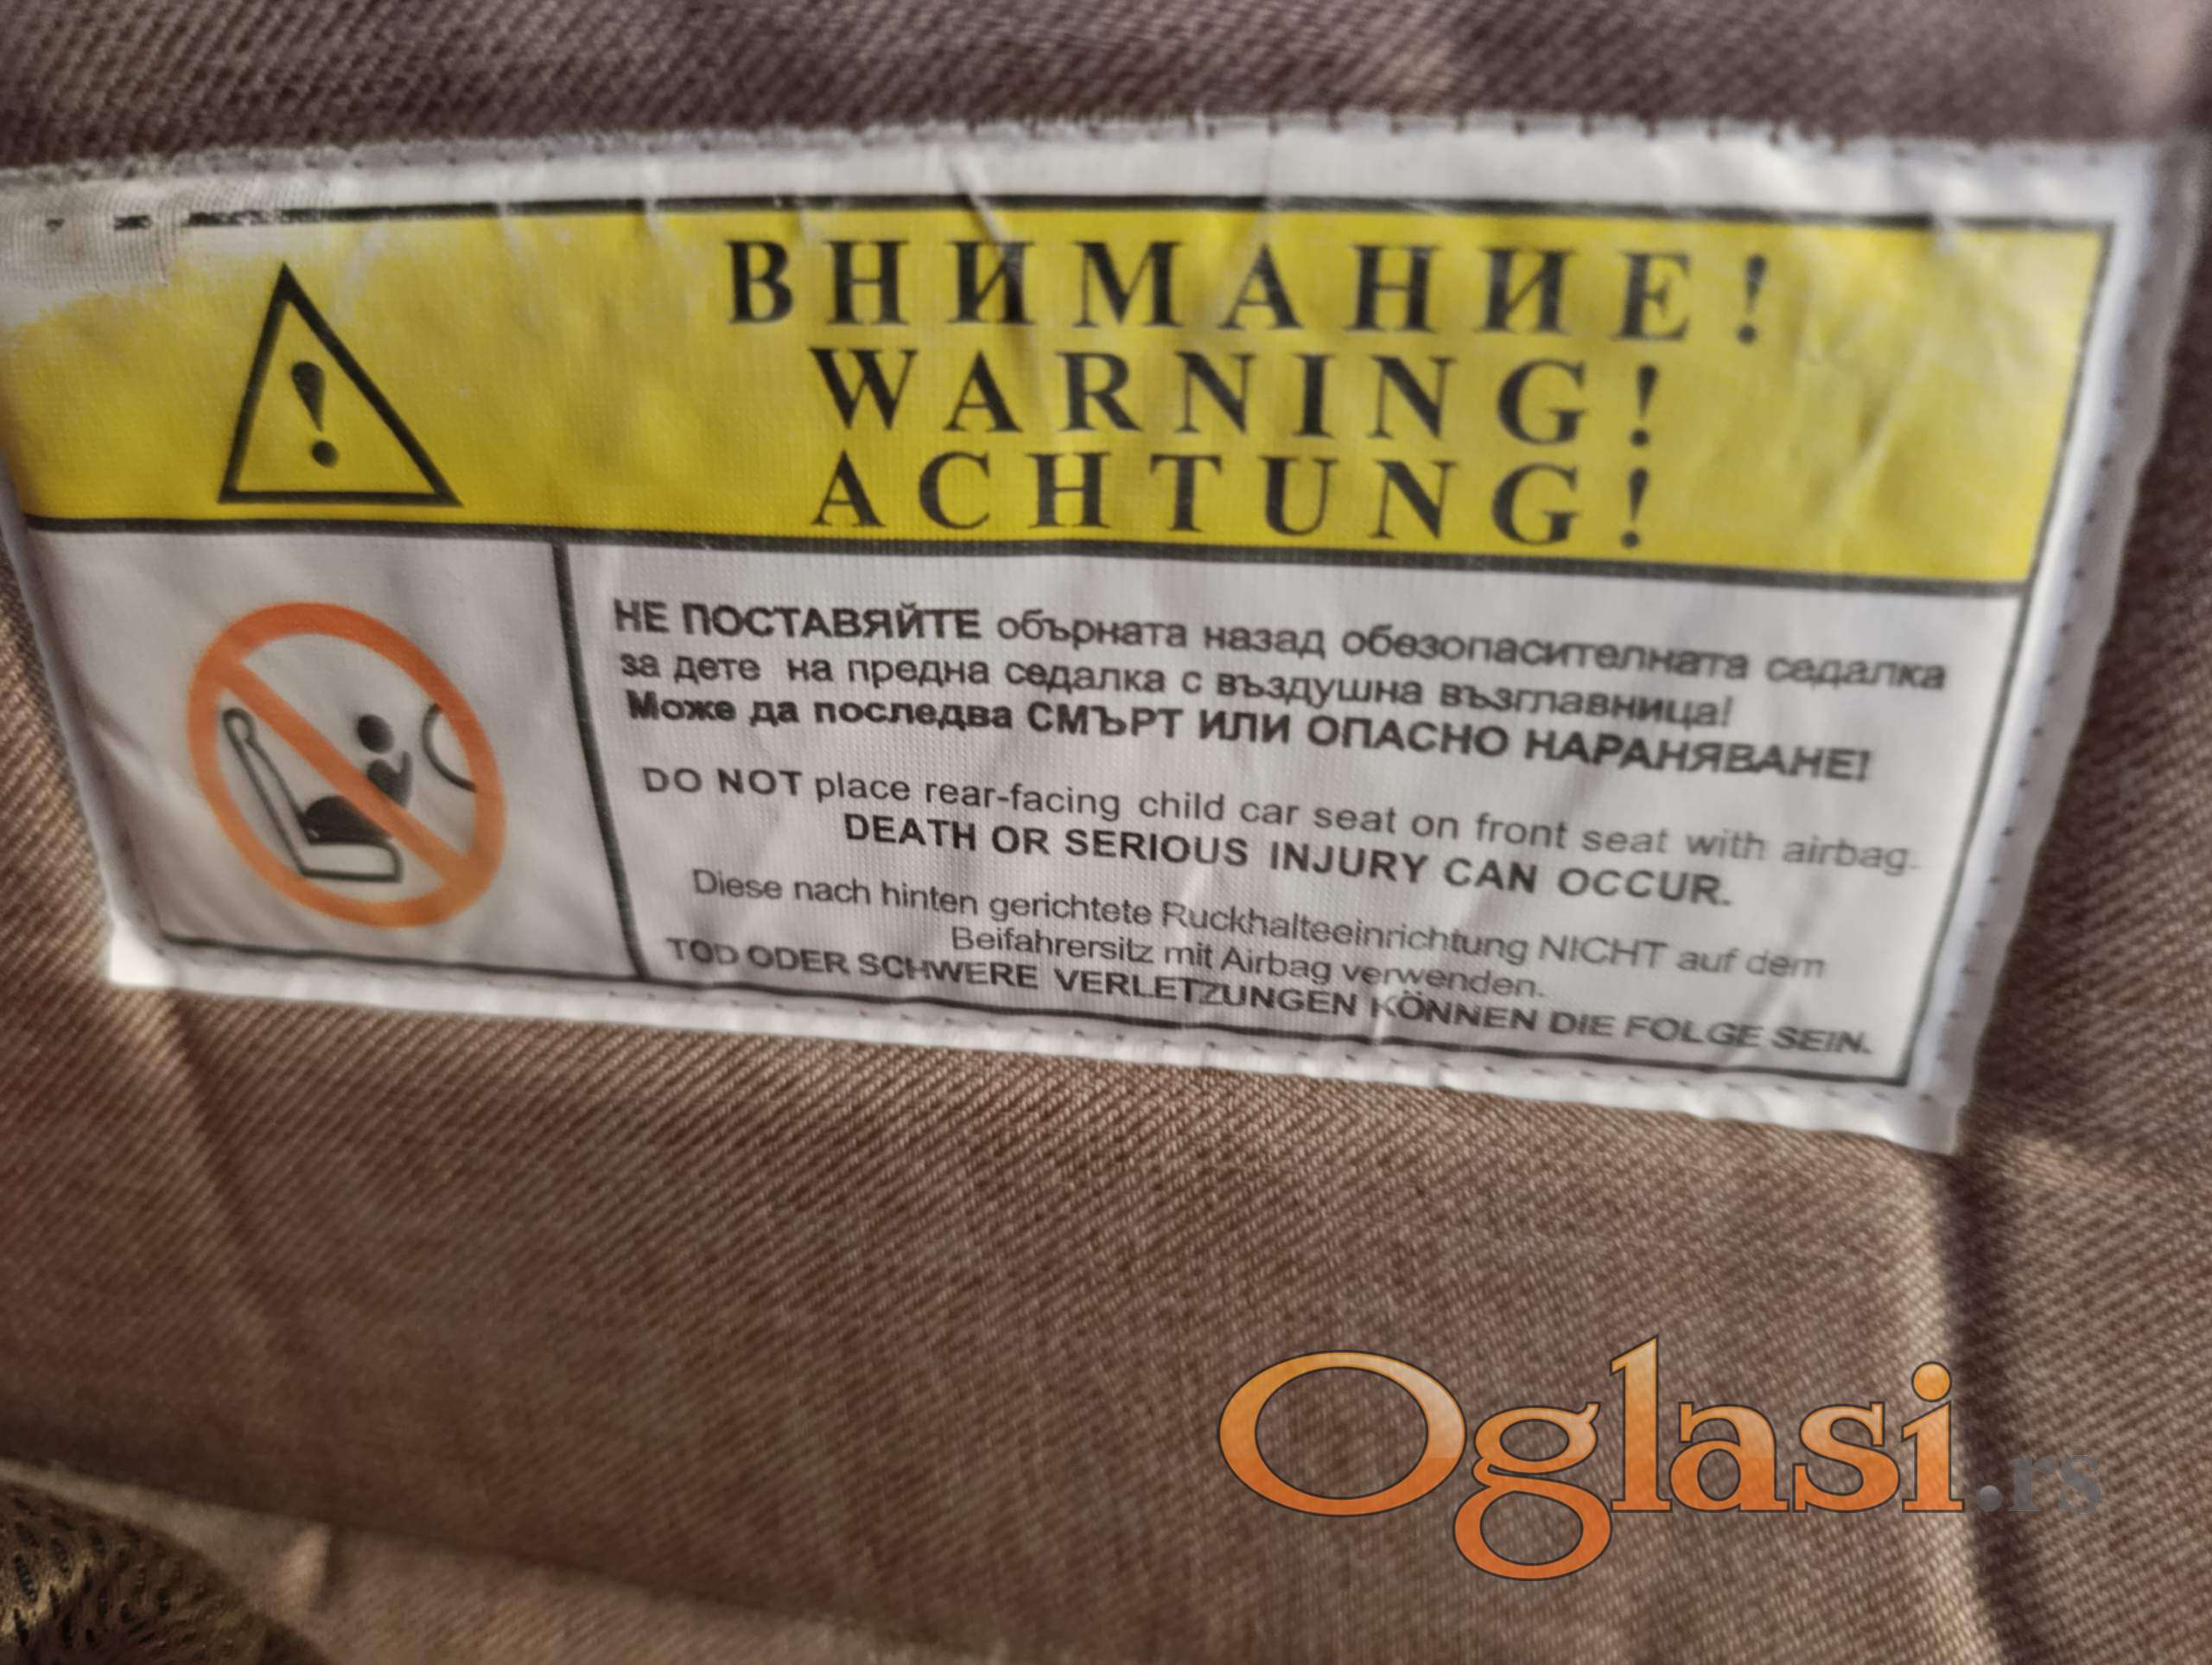 ВНИМАНИЕ!
WARNING!
ACHTUNG!
НЕ ПОСТАВЯЙТЕ обърната назад обезопасителната седалка
за дете на предна седалка с въздушна възглавница!
Може да последва СМЪРТ ИЛИ ОПАСНО НАРАНЯВАНЕ!
DO NOT place rear-facing child car seat on front seat with airbag.
DEATH OR SERIOUS INJURY CAN OCCUR.
Diese nach hinten gerichtete Ruckhalteeinrichtung NICHT auf dem
Beifahrersitz mit Airbag verwenden.
TOD ODER SCHWERE VERLETZUNGEN KÖNNEN DIE FOLGE SEIN.
Oglasi.rs